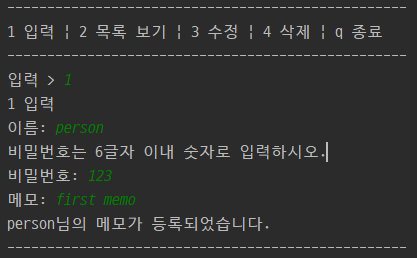 --------------------------------------------------
1 입력 ¦ 2 목록 보기 ¦ 3 수정 ¦ 4 삭제 ¦ q 종료
--------------------------------------------------
입력 > 1
1 입력
이름: person
비밀번호는 6글자 이내 숫자로 입력하시오.
비밀번호: 123
메모: first memo
person님의 메모가 등록되었습니다.
--------------------------------------------------